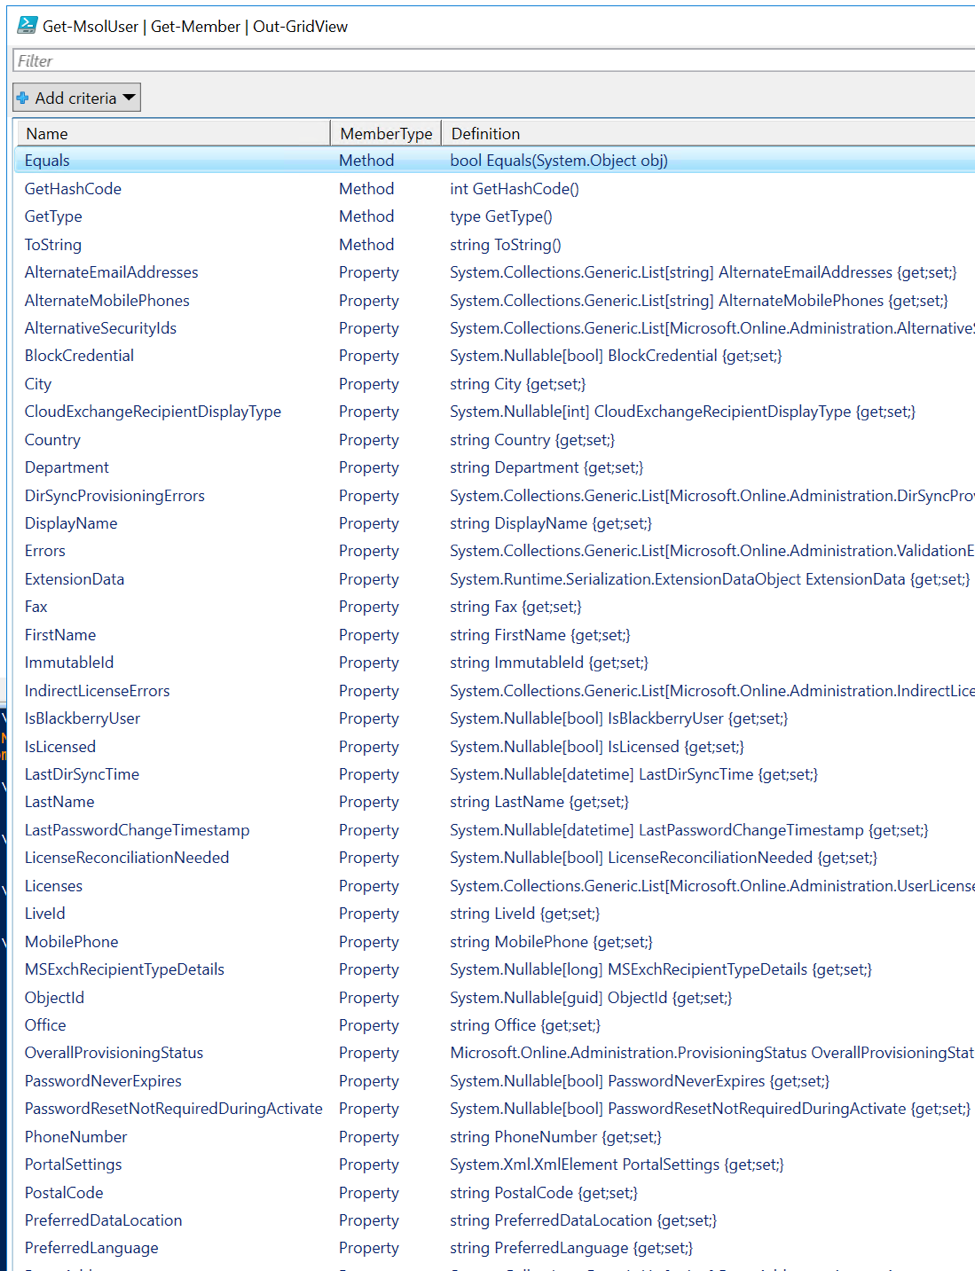 Get-MsolUser | Get-Member | Out-GridView
Filter
Add criteria
Name MemberType Definition
Equals Method bool Equals(System.Object obj)
GetHashCode Method int GetHashCode()
GetType Method type GetType()
ToString Method string ToString()
AlternateEmailAddresses Property System.Collections.Generic.List[string] AlternateEmailAddresses {get;set;}
AlternateMobilePhones Property System.Collections.Generic.List[string] AlternateMobilePhones {get;set;}
AlternativeSecurityIds Property System.Collections.Generic.List[Microsoft.Online.Administration.AlternativeS
BlockCredential Property System.Nullable[bool] BlockCredential {get;set;}
City Property string City {get;set;}
CloudExchangeRecipientDisplayType Property System.Nullable[int] CloudExchangeRecipientDisplayType {get;set;}
Country Property string Country {get;set;}
Department Property string Department {get;set;}
DirSyncProvisioningErrors Property System.Collections.Generic.List[Microsoft.Online.Administration.DirSyncProv
DisplayName Property string DisplayName {get;set;}
Errors Property System.Collections.Generic.List[Microsoft.Online.Administration.ValidationE
ExtensionData Property System.Runtime.Serialization.ExtensionDataObject ExtensionData {get;set;}
Fax Property string Fax {get;set;}
FirstName Property string FirstName {get;set;}
ImmutableId Property string ImmutableId {get;set;}
IndirectLicenseErrors Property System.Collections.Generic.List[Microsoft.Online.Administration.IndirectLice
IsBlackberryUser Property System.Nullable[bool] IsBlackberryUser {get;set;}
IsLicensed Property System.Nullable[bool] IsLicensed {get;set;}
LastDirSyncTime Property System.Nullable[datetime] LastDirSyncTime {get;set;}
LastName Property string LastName {get;set;}
LastPasswordChangeTimestamp Property System.Nullable[datetime] LastPasswordChangeTimestamp {get;set;}
LicenseReconciliationNeeded Property System.Nullable[bool] LicenseReconciliationNeeded {get;set;}
Licenses Property System.Collections.Generic.List[Microsoft.Online.Administration.UserLicense
LiveId Property string LiveId {get;set;}
MobilePhone Property string MobilePhone {get;set;}
MSExchRecipientTypeDetails Property System.Nullable[long] MSExchRecipientTypeDetails {get;set;}
ObjectId Property System.Nullable[guid] ObjectId {get;set;}
Office Property string Office {get;set;}
OverallProvisioningStatus Property Microsoft.Online.Administration.ProvisioningStatus OverallProvisioningStat
PasswordNeverExpires Property System.Nullable[bool] PasswordNeverExpires {get;set;}
PasswordResetNotRequiredDuringActivate Property System.Nullable[bool] PasswordResetNotRequiredDuringActivate {get;set;}
PhoneNumber Property string PhoneNumber {get;set;}
PortalSettings Property System.Xml.XmlElement PortalSettings {get;set;}
PostalCode Property string PostalCode {get;set;}
PreferredDataLocation Property string PreferredDataLocation {get;set;}
PreferredLanguage Property string PreferredLanguage {get;set;}